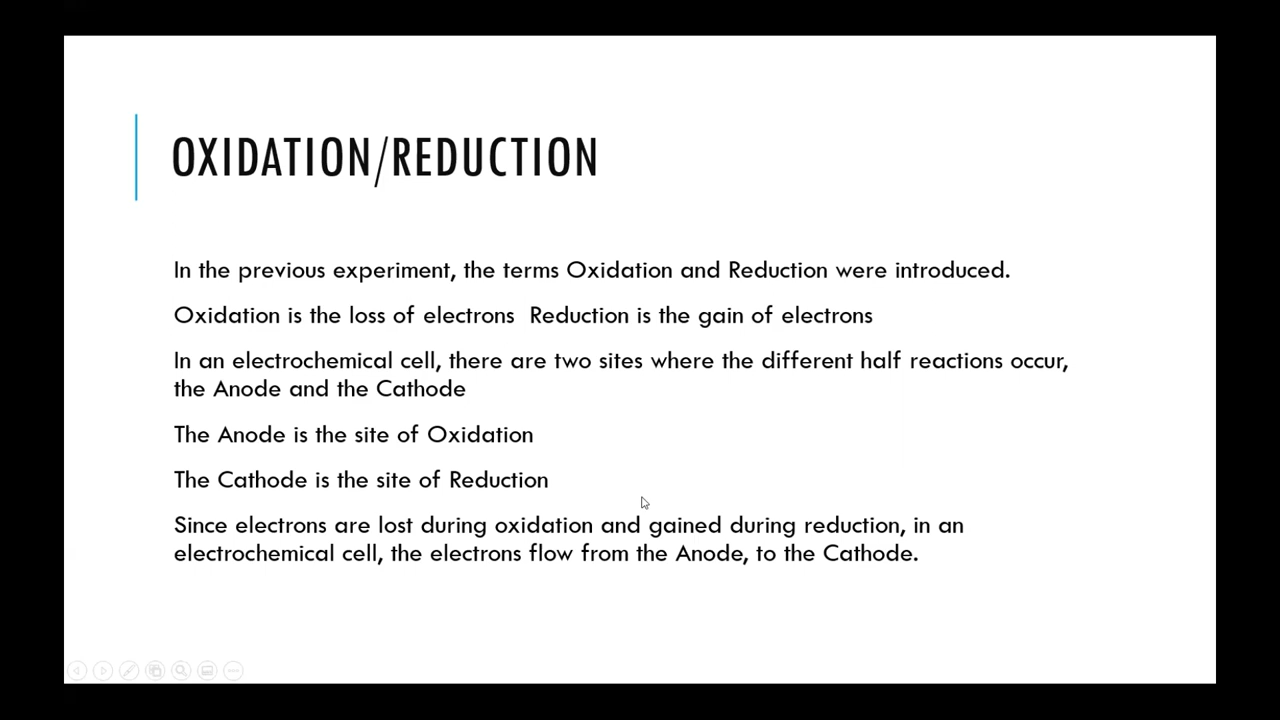 OXIDATION/REDUCTION
In the previous experiment, the terms Oxidation and Reduction were introduced.
Oxidation is the loss of electrons  Reduction is the gain of electrons
In an electrochemical cell, there are two sites where the different half reactions occur,
the Anode and the Cathode
The Anode is the site of Oxidation
The Cathode is the site of Reduction
Since electrons are lost during oxidation and gained during reduction, in an
electrochemical cell, the electrons flow from the Anode, to the Cathode.